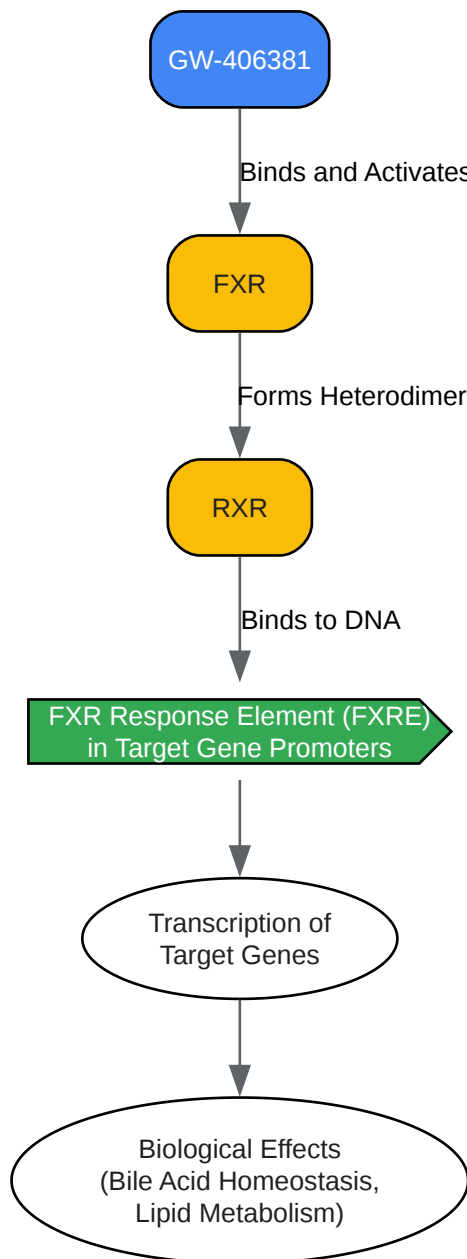 GW-406381
Binds and Activates
FXR
Forms Heterodimer
RXR
Binds to DNA
FXR Response Element (FXRE)
in Target Gene Promoters
Transcription of
Target Genes
Biological Effects
(Bile Acid Homeostasis,
Lipid Metabolism)